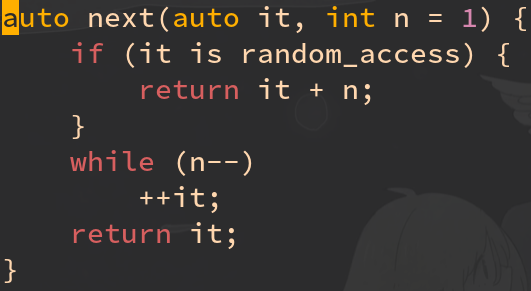 auto next(auto it, int n = 1) {
    if (it is random_access) {
        return it + n;
    }
    while (n--)
        ++it;
    return it;
}